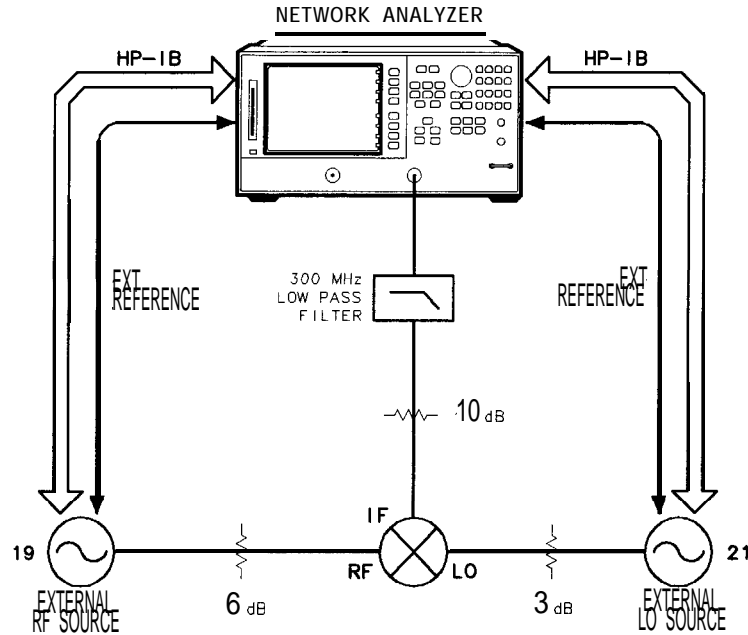 NETWORK ANALYZER
HP-IB
HP-IB
EXT
REFERENCE
300 MHz
LOW PASS
FILTER
EXT
REFERENCE
10 dB
IF
RF
LO
19
21
EXTERNAL
RF SOURCE
6 dB
3 dB
EXTERNAL
LO SOURCE